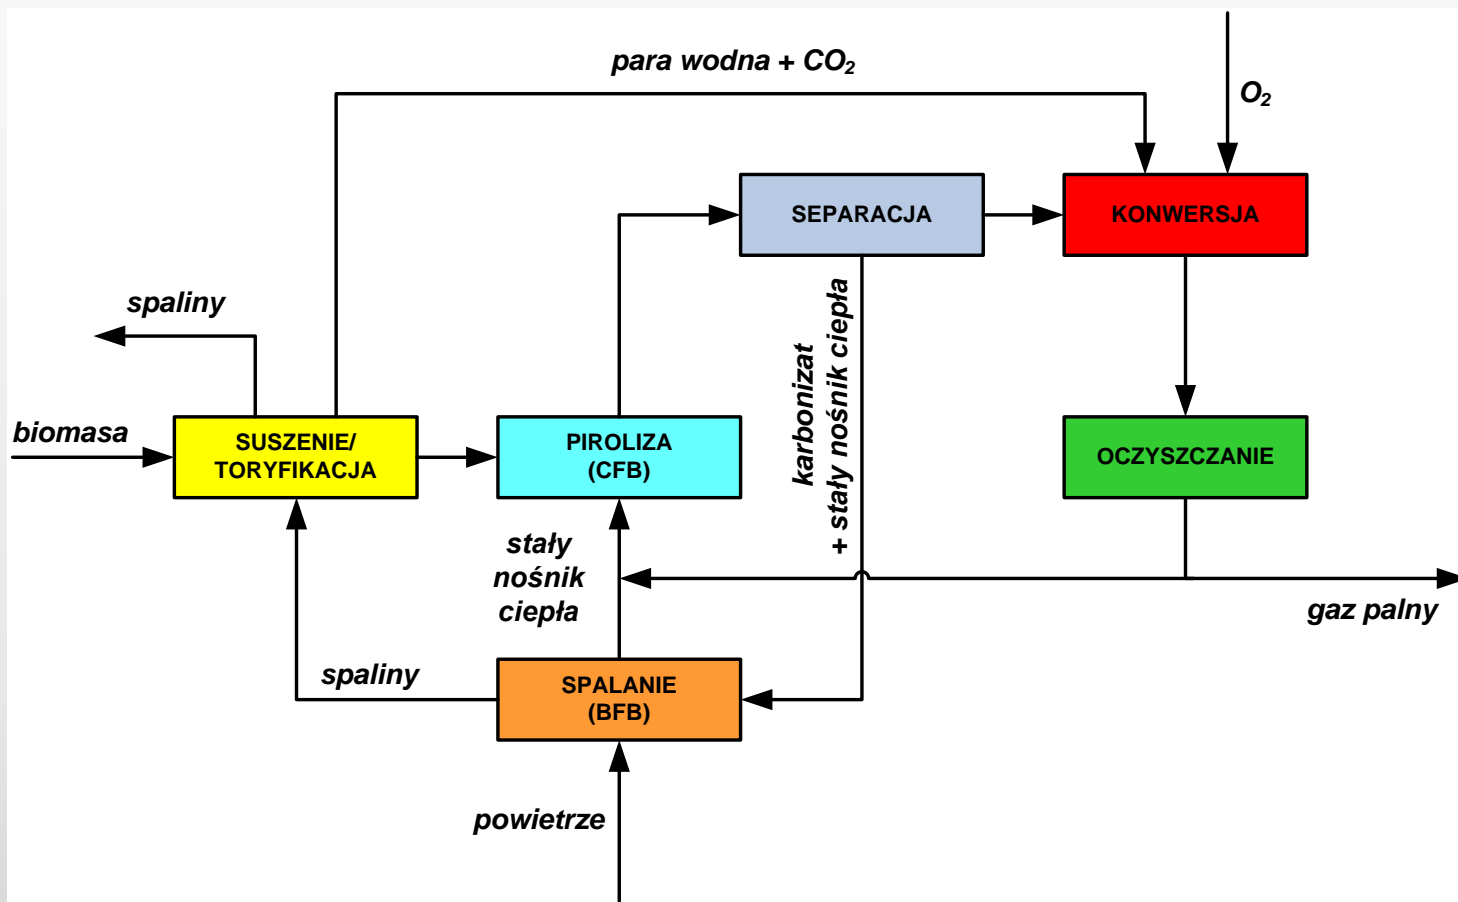 para wodna + CO₂
O₂
SEPARACJA
KONWERSJA
spaliny
karbonizat
+ stały nośnik ciepła
biomasa
SUSZENIE/
TORYFIKACJA
PIROLIZA
(CFB)
OCZYSZCZANIE
stały
nośnik
ciepła
gaz palny
spaliny
SPALANIE
(BFB)
powietrze